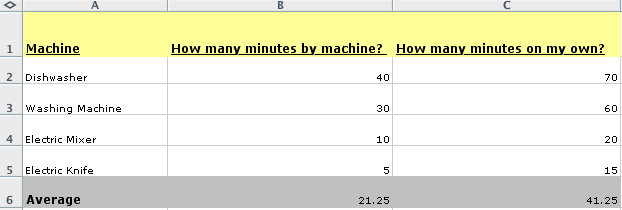 A B C
1 Machine How many minutes by machine? How many minutes on my own?
2 Dishwasher 40 70
3 Washing Machine 30 60
4 Electric Mixer 10 20
5 Electric Knife 5 15
6 Average 21.25 41.25